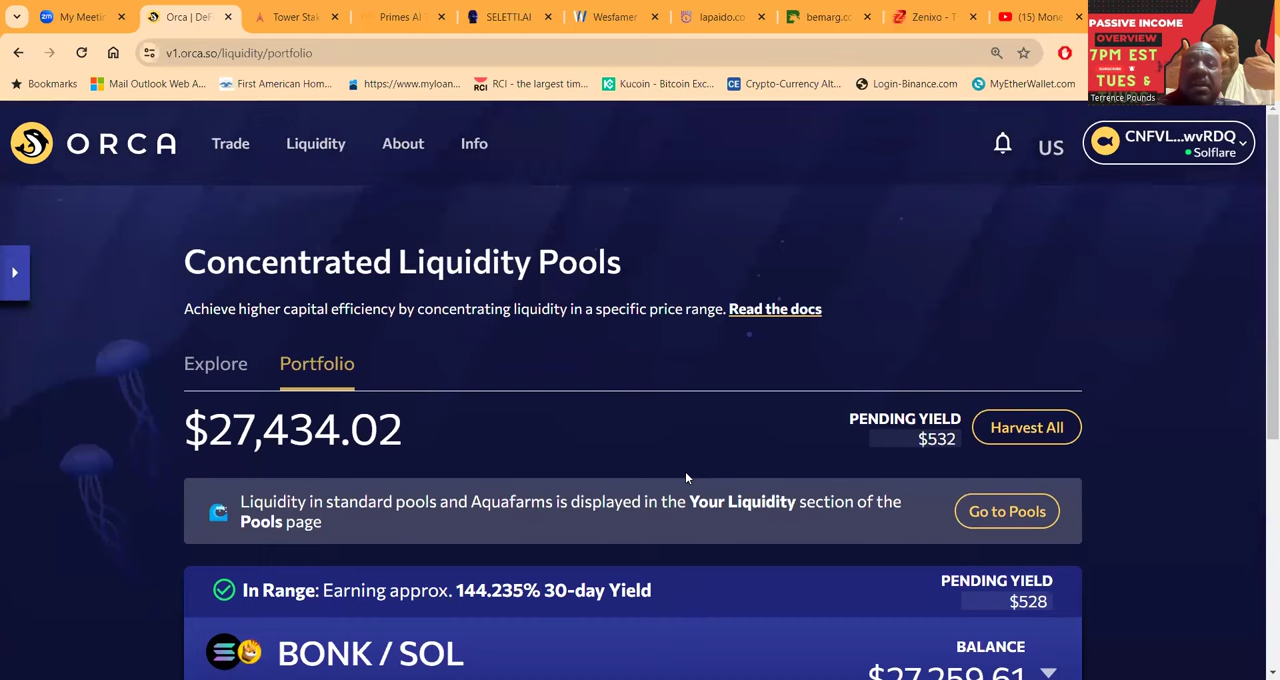 My Meeti
Orca | DeF
Tower Stak
Primes AI
SELETTI.AI
Wesfarmer
lapaido.co
bemarg.cc
Zenixo - T
(15) Mone
v1.orca.so/liquidity/portfolio
Bookmarks
Mail Outlook Web A...
First American Hom...
https://www.myloan...
RCI - the largest tim...
Kucoin - Bitcoin Exc...
Crypto-Currency Alt...
Login-Binance.com
MyEtherWallet.com
PASSIVE INCOME
OVERVIEW
7PM EST
TUES &
Terrence Pounds
ORCA
Trade
Liquidity
About
Info
US
CNFVL...wvRDQ
Solflare
Concentrated Liquidity Pools
Achieve higher capital efficiency by concentrating liquidity in a specific price range. Read the docs
Explore
Portfolio
$27,434.02
PENDING YIELD
$532
Harvest All
Liquidity in standard pools and Aquafarms is displayed in the Your Liquidity section of the
Pools page
Go to Pools
In Range: Earning approx. 144.235% 30-day Yield
PENDING YIELD
$528
BONK / SOL
BALANCE
$27,259.61